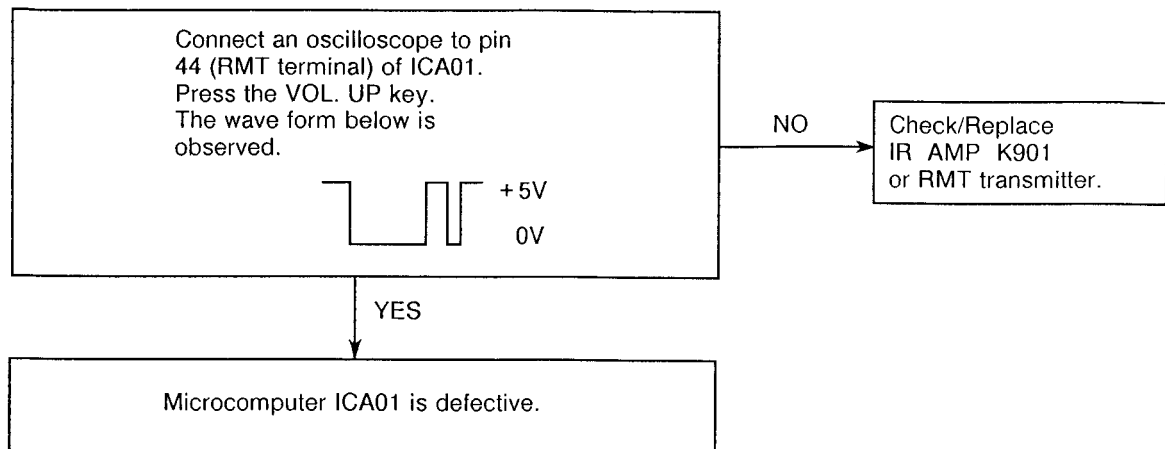 Connect an oscilloscope to pin
44 (RMT terminal) of ICA01.
Press the VOL. UP key.
The wave form below is
observed.
+5V
0V
NO
Check/Replace
IR AMP K901
or RMT transmitter.
YES
Microcomputer ICA01 is defective.